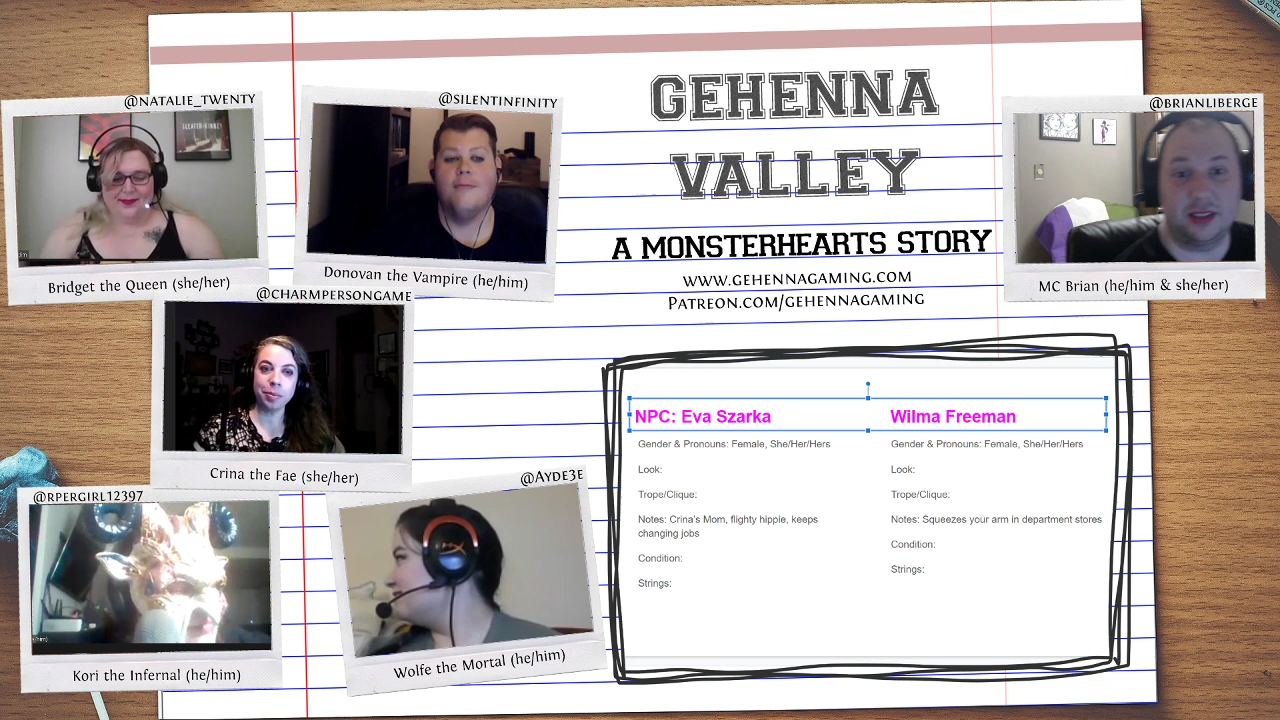 GEHENNA
VALLEY
A MONSTERHEARTS STORY
WWW.GEHENNAGAMING.COM
PATREON.COM/GEHENNAGAMING
@NATALIE_TWENTY
SLEATER-KINNEY
Bridget the Queen (she/her)
@SILENTINFINITY
Donovan the Vampire (he/him)
@BRIANLIBERGE
MC Brian (he/him & she/her)
@CHARMPERSONGAME
Crina the Fae (she/her)
@RPERGIRL12397
Kori the Infernal (he/him)
@AYDE3E
Wolfe the Mortal (he/him)
NPC: Eva Szarka
Gender & Pronouns: Female, She/Her/Hers
Look:
Trope/Clique:
Notes: Crina's Mom, flighty hippie, keeps
changing jobs
Condition:
Strings:
Wilma Freeman
Gender & Pronouns: Female, She/Her/Hers
Look:
Trope/Clique:
Notes: Squeezes your arm in department stores
Condition:
Strings: